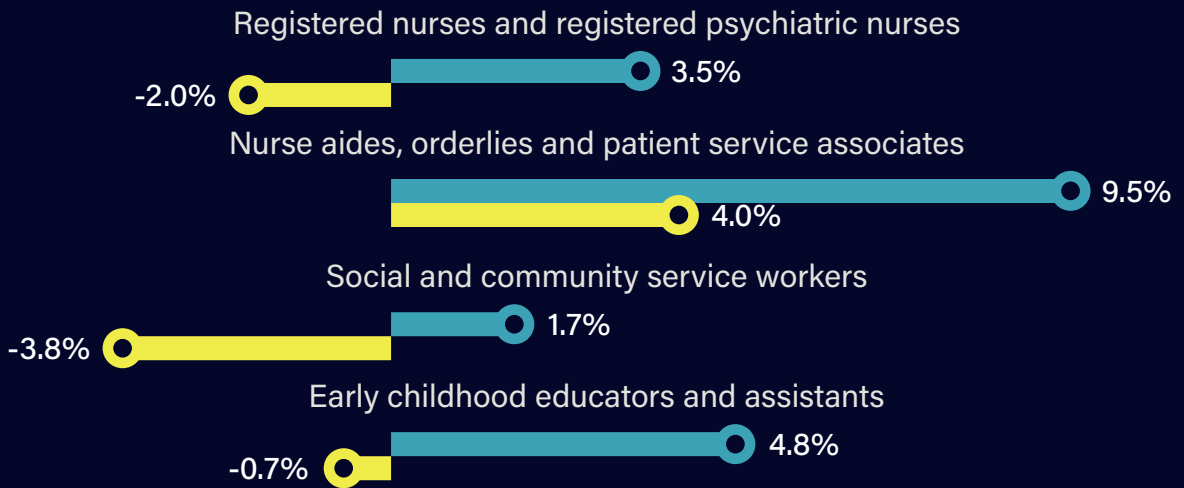 Registered nurses and registered psychiatric nurses
3.5%
-2.0%
Nurse aides, orderlies and patient service associates
9.5%
4.0%
Social and community service workers
1.7%
-3.8%
Early childhood educators and assistants
4.8%
-0.7%